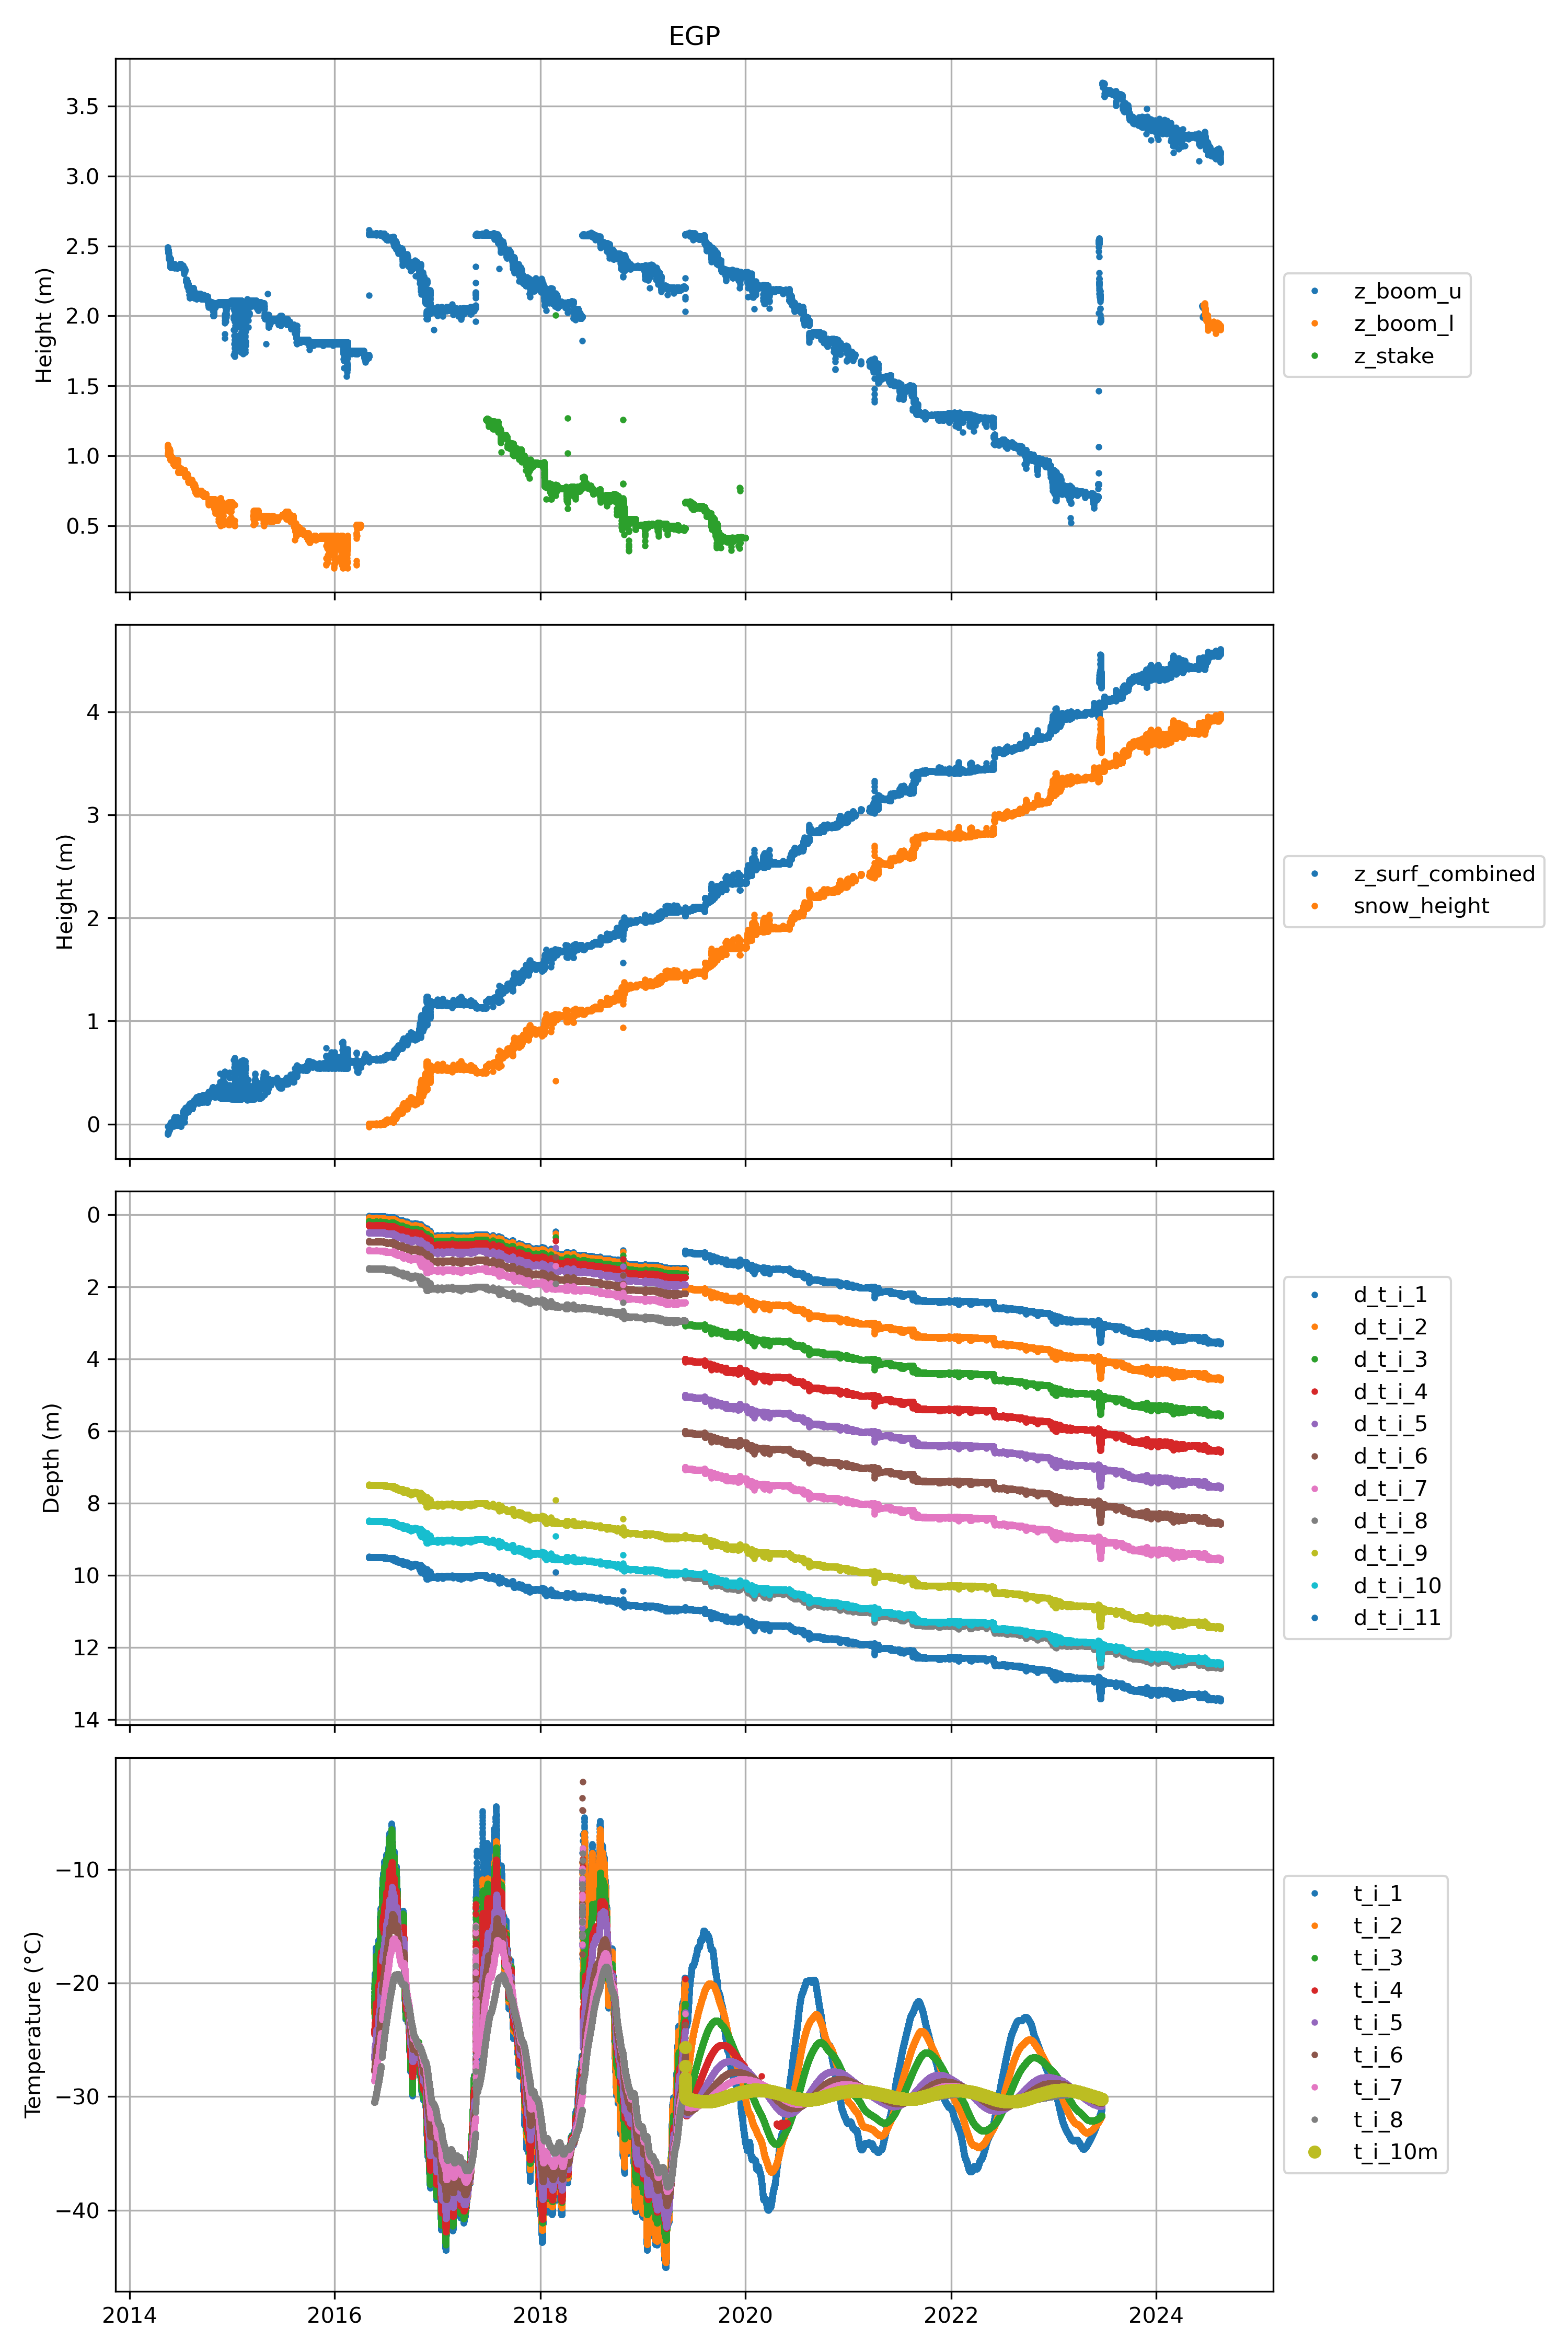 EGP
Height (m)
3.5
3.0
2.5
2.0
1.5
1.0
0.5
z_boom_u
z_boom_l
z_stake
Height (m)
4
3
2
1
0
z_surf_combined
snow_height
Depth (m)
0
2
4
6
8
10
12
14
d_t_i_1
d_t_i_2
d_t_i_3
d_t_i_4
d_t_i_5
d_t_i_6
d_t_i_7
d_t_i_8
d_t_i_9
d_t_i_10
d_t_i_11
Temperature (°C)
−10
−20
−30
−40
t_i_1
t_i_2
t_i_3
t_i_4
t_i_5
t_i_6
t_i_7
t_i_8
t_i_10m
2014
2016
2018
2020
2022
2024